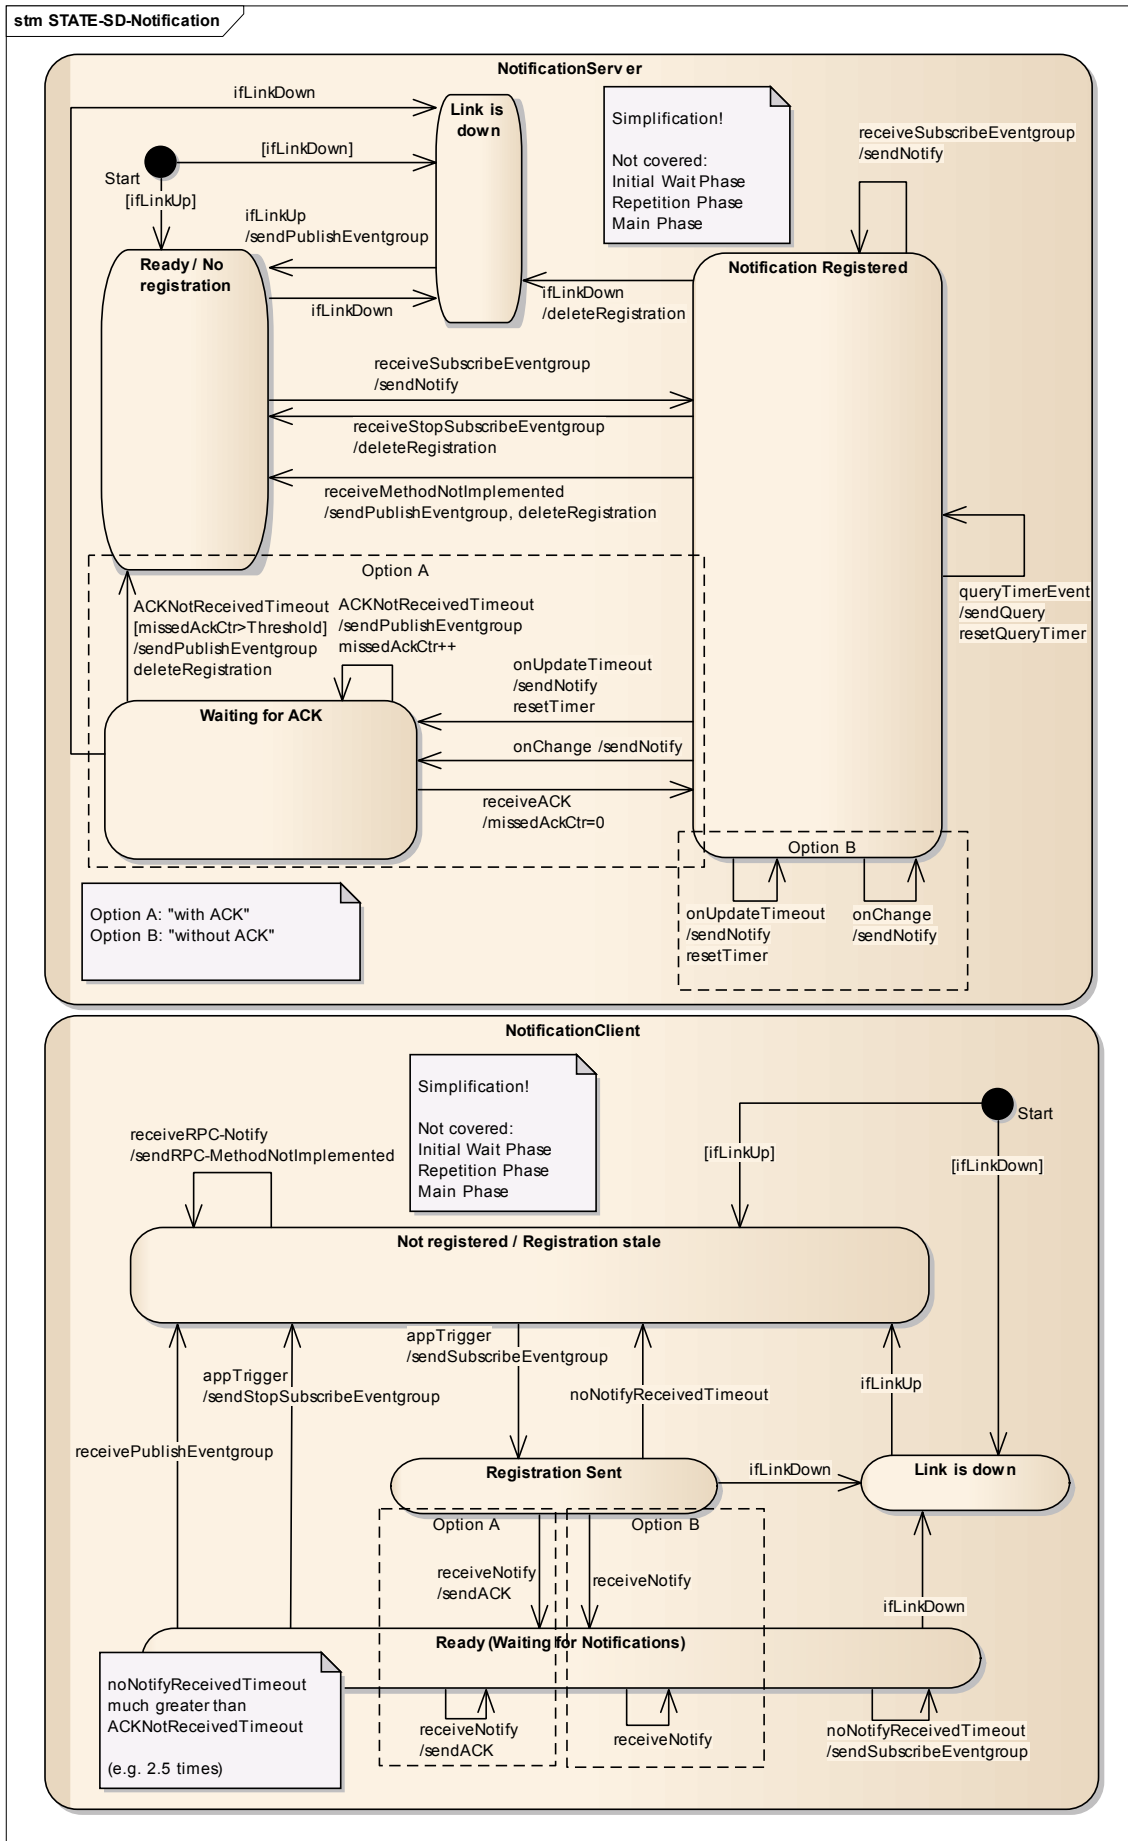 stm STATE-SD-Notification
NotificationServer
ifLinkDown
Link is
down
Simplification!
Not covered:
Initial Wait Phase
Repetition Phase
Main Phase
receiveSubscribeEventgroup
/sendNotify
[ifLinkDown]
Start
[ifLinkUp]
ifLinkUp
/sendPublishEventgroup
Ready / No
registration
Notification Registered
ifLinkDown
ifLinkDown
/deleteRegistration
receiveSubscribeEventgroup
/sendNotify
receiveStopSubscribeEventgroup
/deleteRegistration
receiveMethodNotImplemented
/sendPublishEventgroup, deleteRegistration
Option A
ACKNotReceivedTimeout
[missedAckCtr>Threshold]
/sendPublishEventgroup
deleteRegistration
ACKNotReceivedTimeout
/sendPublishEventgroup
missedAckCtr++
queryTimerEvent
/sendQuery
resetQueryTimer
onUpdateTimeout
/sendNotify
resetTimer
Waiting for ACK
onChange /sendNotify
receiveACK
/missedAckCtr=0
Option B
Option A: "with ACK"
Option B: "without ACK"
onUpdateTimeout
/sendNotify
resetTimer
onChange
/sendNotify
NotificationClient
Simplification!
Not covered:
Initial Wait Phase
Repetition Phase
Main Phase
Start
receiveRPC-Notify
/sendRPC-MethodNotImplemented
[ifLinkUp]
[ifLinkDown]
Not registered / Registration stale
appTrigger
/sendSubscribeEventgroup
appTrigger
/sendStopSubscribeEventgroup
noNotifyReceivedTimeout
ifLinkUp
receivePublishEventgroup
Registration Sent
ifLinkDown
Link is down
Option A
Option B
receiveNotify
/sendACK
receiveNotify
ifLinkDown
Ready (Waiting for Notifications)
noNotifyReceivedTimeout
much greater than
ACKNotReceivedTimeout
(e.g. 2.5 times)
receiveNotify
/sendACK
receiveNotify
noNotifyReceivedTimeout
/sendSubscribeEventgroup